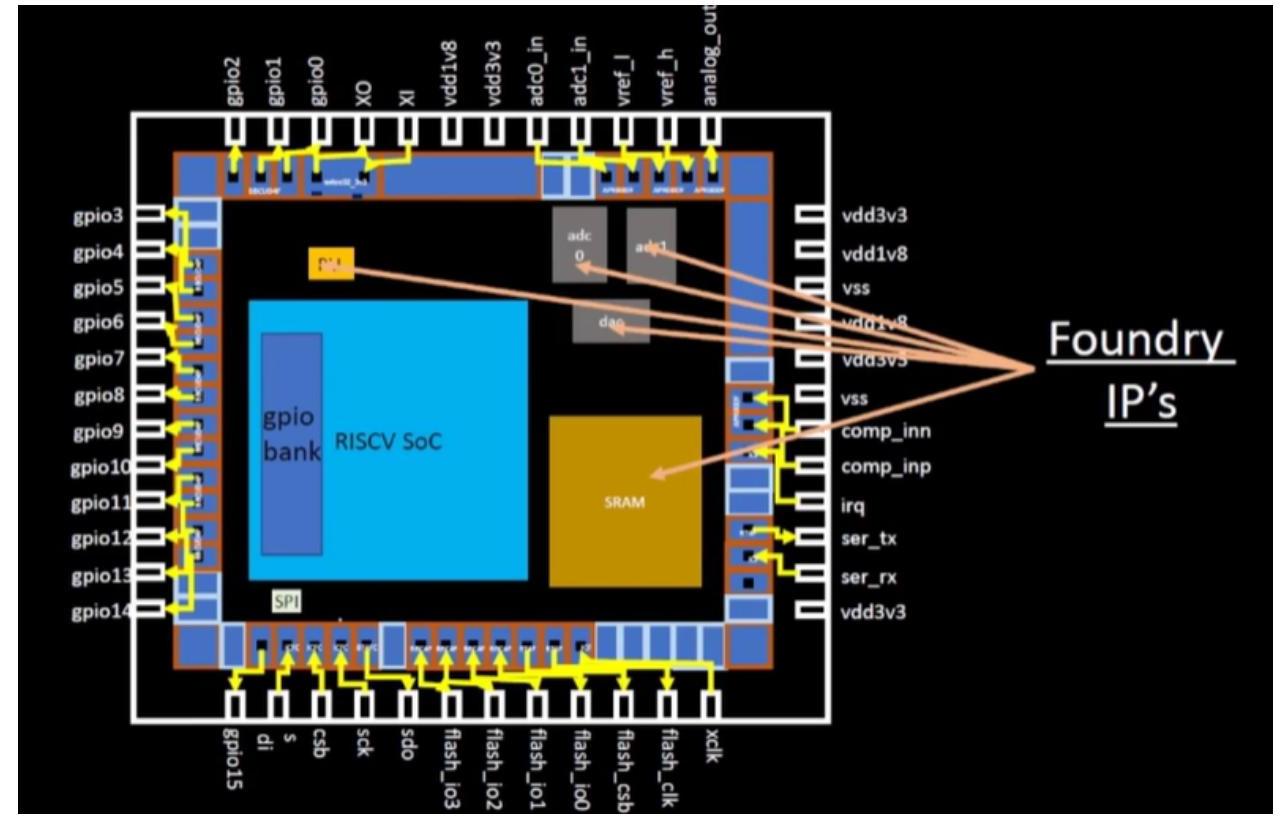 gpio2
gpio1
gpio0
XO
XI
vdd1v8
vdd3v3
adc0_in
adc1_in
vref_l
vref_h
analog_out
gpio3
gpio4
gpio5
gpio6
gpio7
gpio8
gpio9
gpio10
gpio11
gpio12
gpio13
gpio14
adc
0
adc1
PLL
dac
gpio
bank
RISCV SoC
SRAM
SPI
vdd3v3
vdd1v8
vss
vdd1v8
vdd3v3
vss
comp_inn
comp_inp
irq
ser_tx
ser_rx
vdd3v3
Foundry
IP's
gpio15
di
s
csb
sck
sdo
flash_io3
flash_io2
flash_io1
flash_io0
flash_csb
flash_clk
xclk